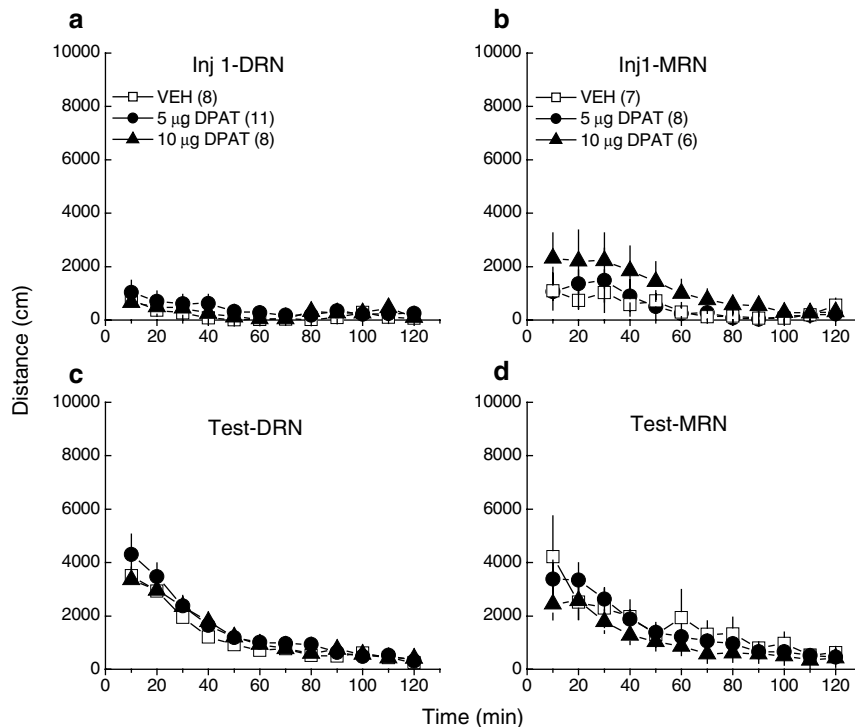 a
Inj 1-DRN
VEH (8)
5 μg DPAT (11)
10 μg DPAT (8)
10000
8000
6000
4000
2000
0
0 20 40 60 80 100 120
b
Inj1-MRN
VEH (7)
5 μg DPAT (8)
10 μg DPAT (6)
10000
8000
6000
4000
2000
0
0 20 40 60 80 100 120
Distance (cm)
c
Test-DRN
10000
8000
6000
4000
2000
0
0 20 40 60 80 100 120
d
Test-MRN
10000
8000
6000
4000
2000
0
0 20 40 60 80 100 120
Time (min)